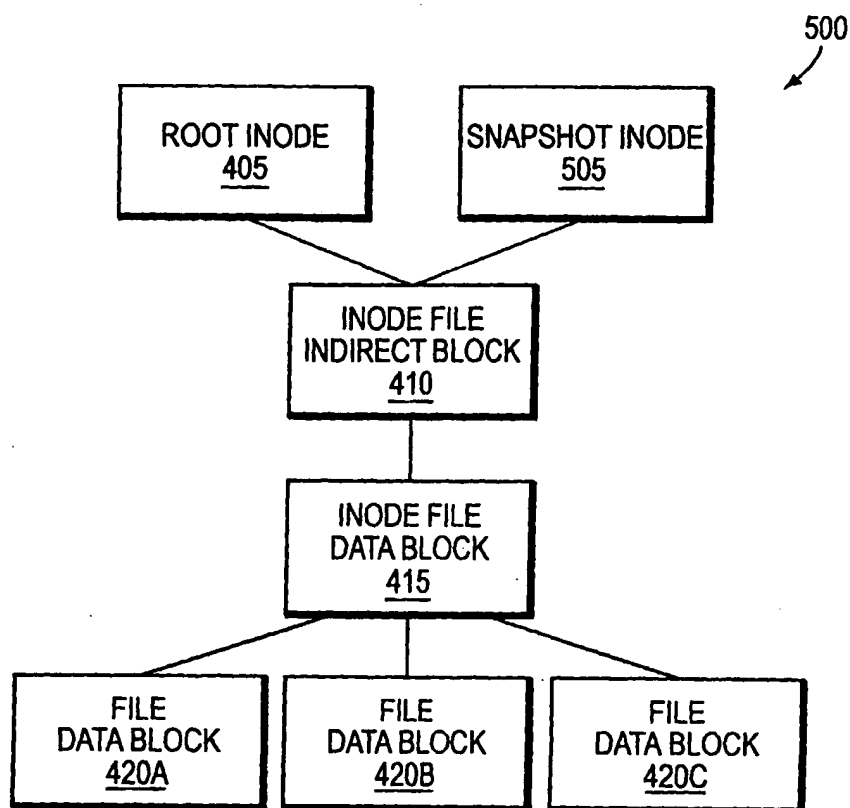 500
ROOT INODE
405
SNAPSHOT INODE
505
INODE FILE
INDIRECT BLOCK
410
INODE FILE
DATA BLOCK
415
FILE
DATA BLOCK
420A
FILE
DATA BLOCK
420B
FILE
DATA BLOCK
420C